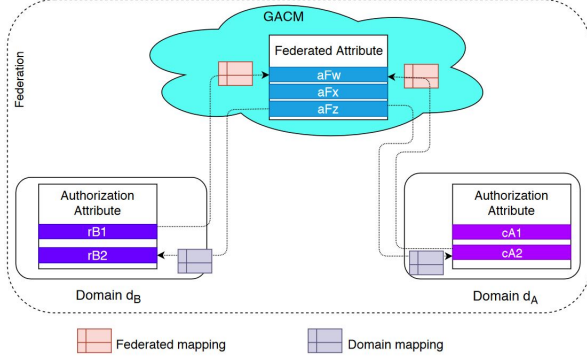 GACM
Federation
Federated Attribute
aFw
aFx
aFz
Authorization
Attribute
rB1
rB2
Domain dB
Authorization
Attribute
cA1
cA2
Domain dA
Federated mapping
Domain mapping